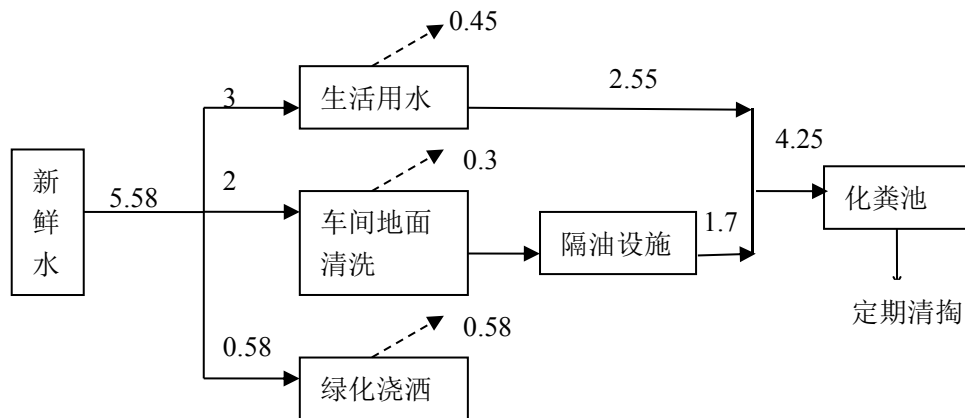 0.45
生活用水
2.55
3
4.25
0.3
新
鲜
水
5.58
2
车间地面
清洗
隔油设施
1.7
化粪池
定期清掏
0.58
0.58
绿化浇洒